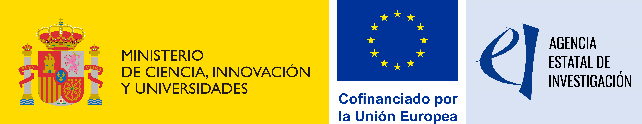 MINISTERIO
DE CIENCIA, INNOVACIÓN
Y UNIVERSIDADES
Cofinanciado por
la Unión Europea
AGENCIA
ESTATAL DE
INVESTIGACIÓN